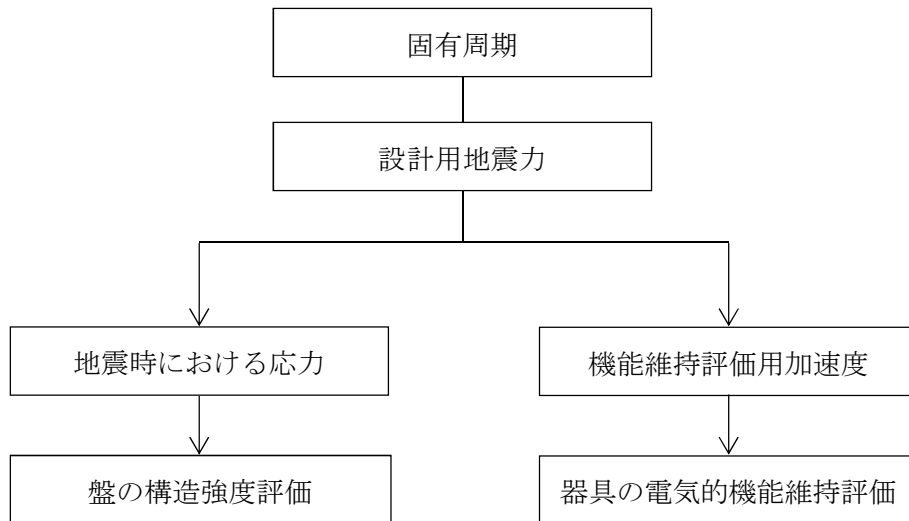 固有周期
設計用地震力
地震時における応力
機能維持評価用加速度
盤の構造強度評価
器具の電気的機能維持評価